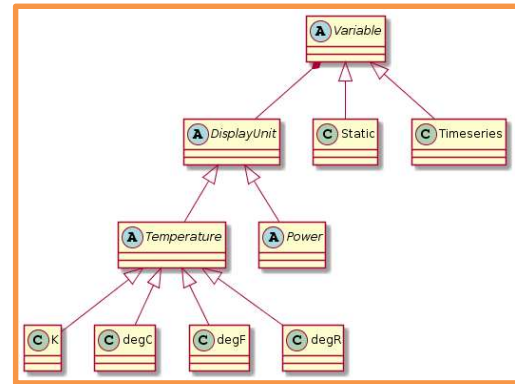 A Variable
A DisplayUnit C Static C Timeseries
A Temperature A Power
C K C degC C degF C degR